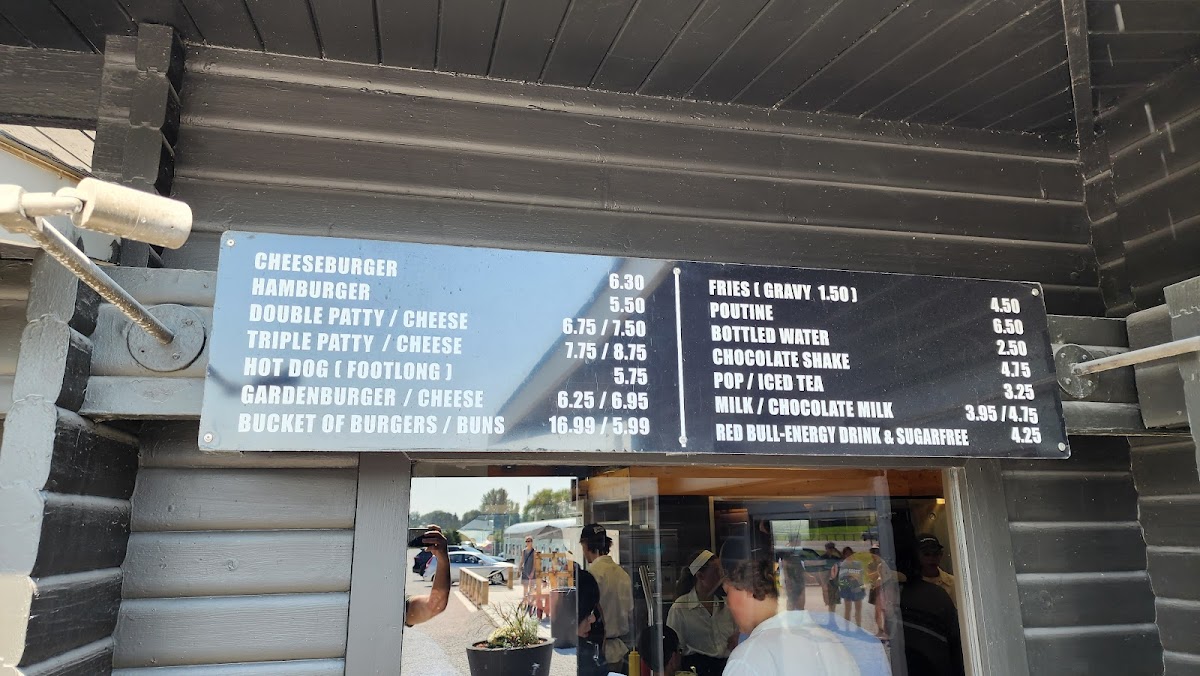 CHEESEBURGER 6.30
HAMBURGER 5.50
DOUBLE PATTY / CHEESE 6.75 / 7.50
TRIPLE PATTY / CHEESE 7.75 / 8.75
HOT DOG ( FOOTLONG ) 5.75
GARDENBURGER / CHEESE 6.25 / 6.95
BUCKET OF BURGERS / BUNS 16.99 / 5.99
FRIES ( GRAVY 1.50 ) 4.50
POUTINE 6.50
BOTTLED WATER 2.50
CHOCOLATE SHAKE 4.75
POP / ICED TEA 3.25
MILK / CHOCOLATE MILK 3.95 / 4.75
RED BULL-ENERGY DRINK & SUGARFREE 4.25